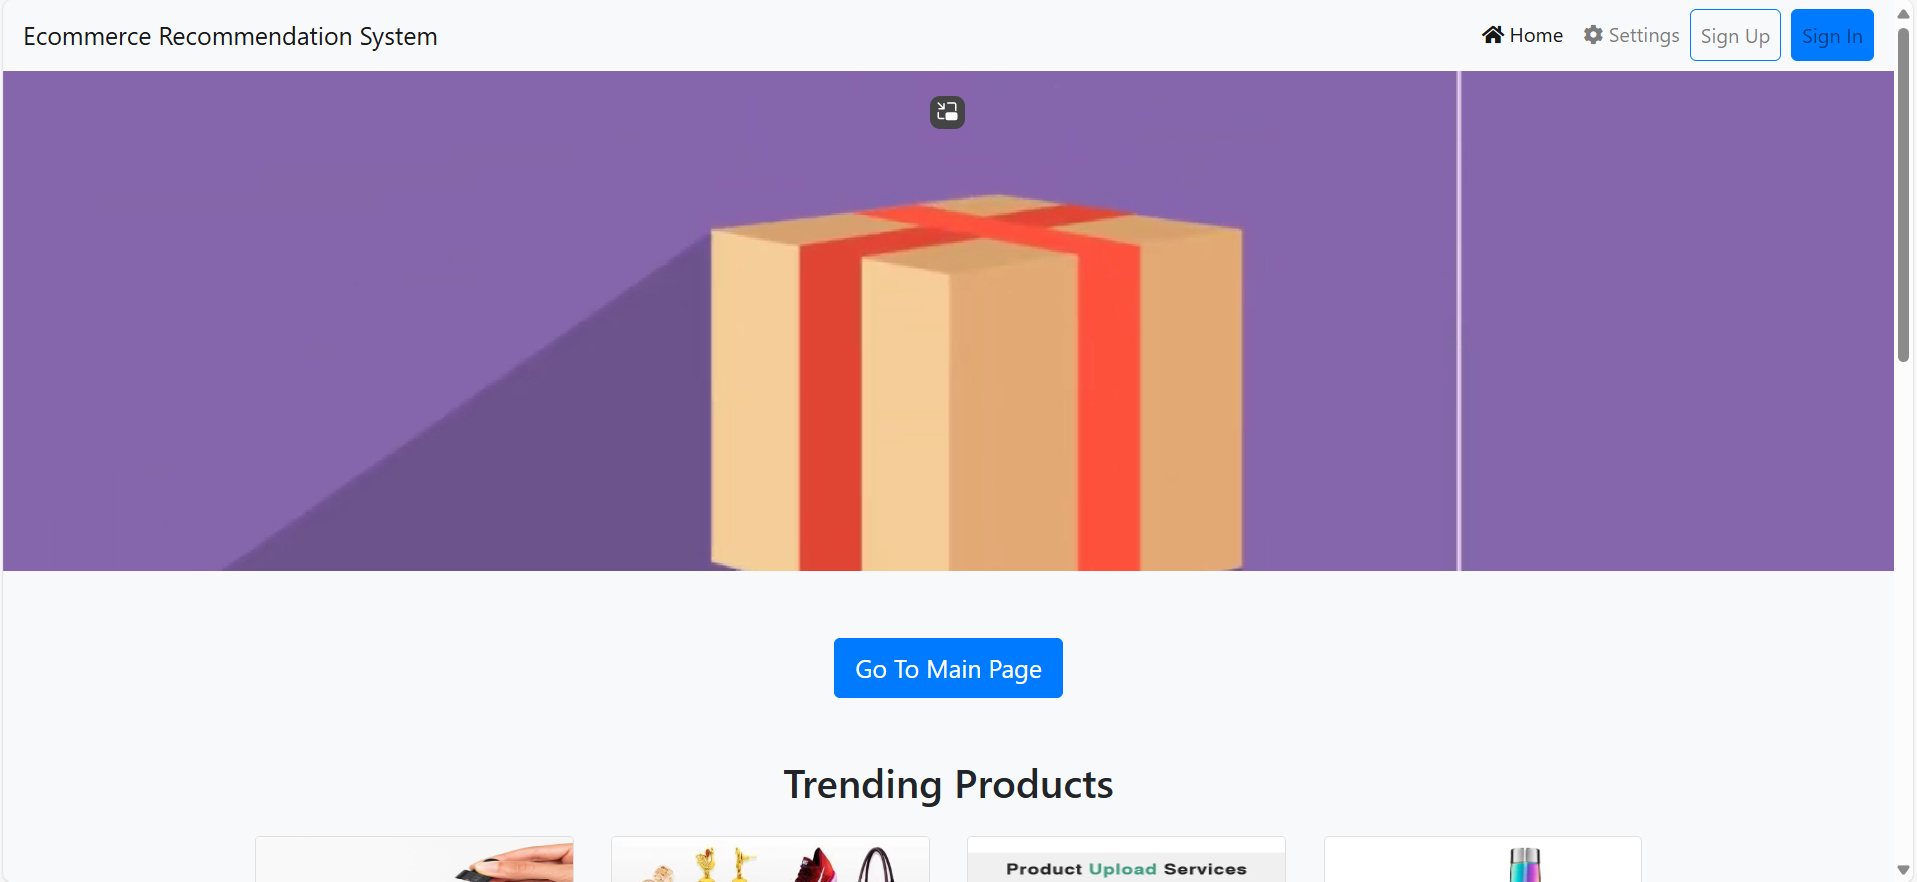 Ecommerce Recommendation System
Home
Settings
Sign Up
Sign In
Go To Main Page
Trending Products
Product Upload Services